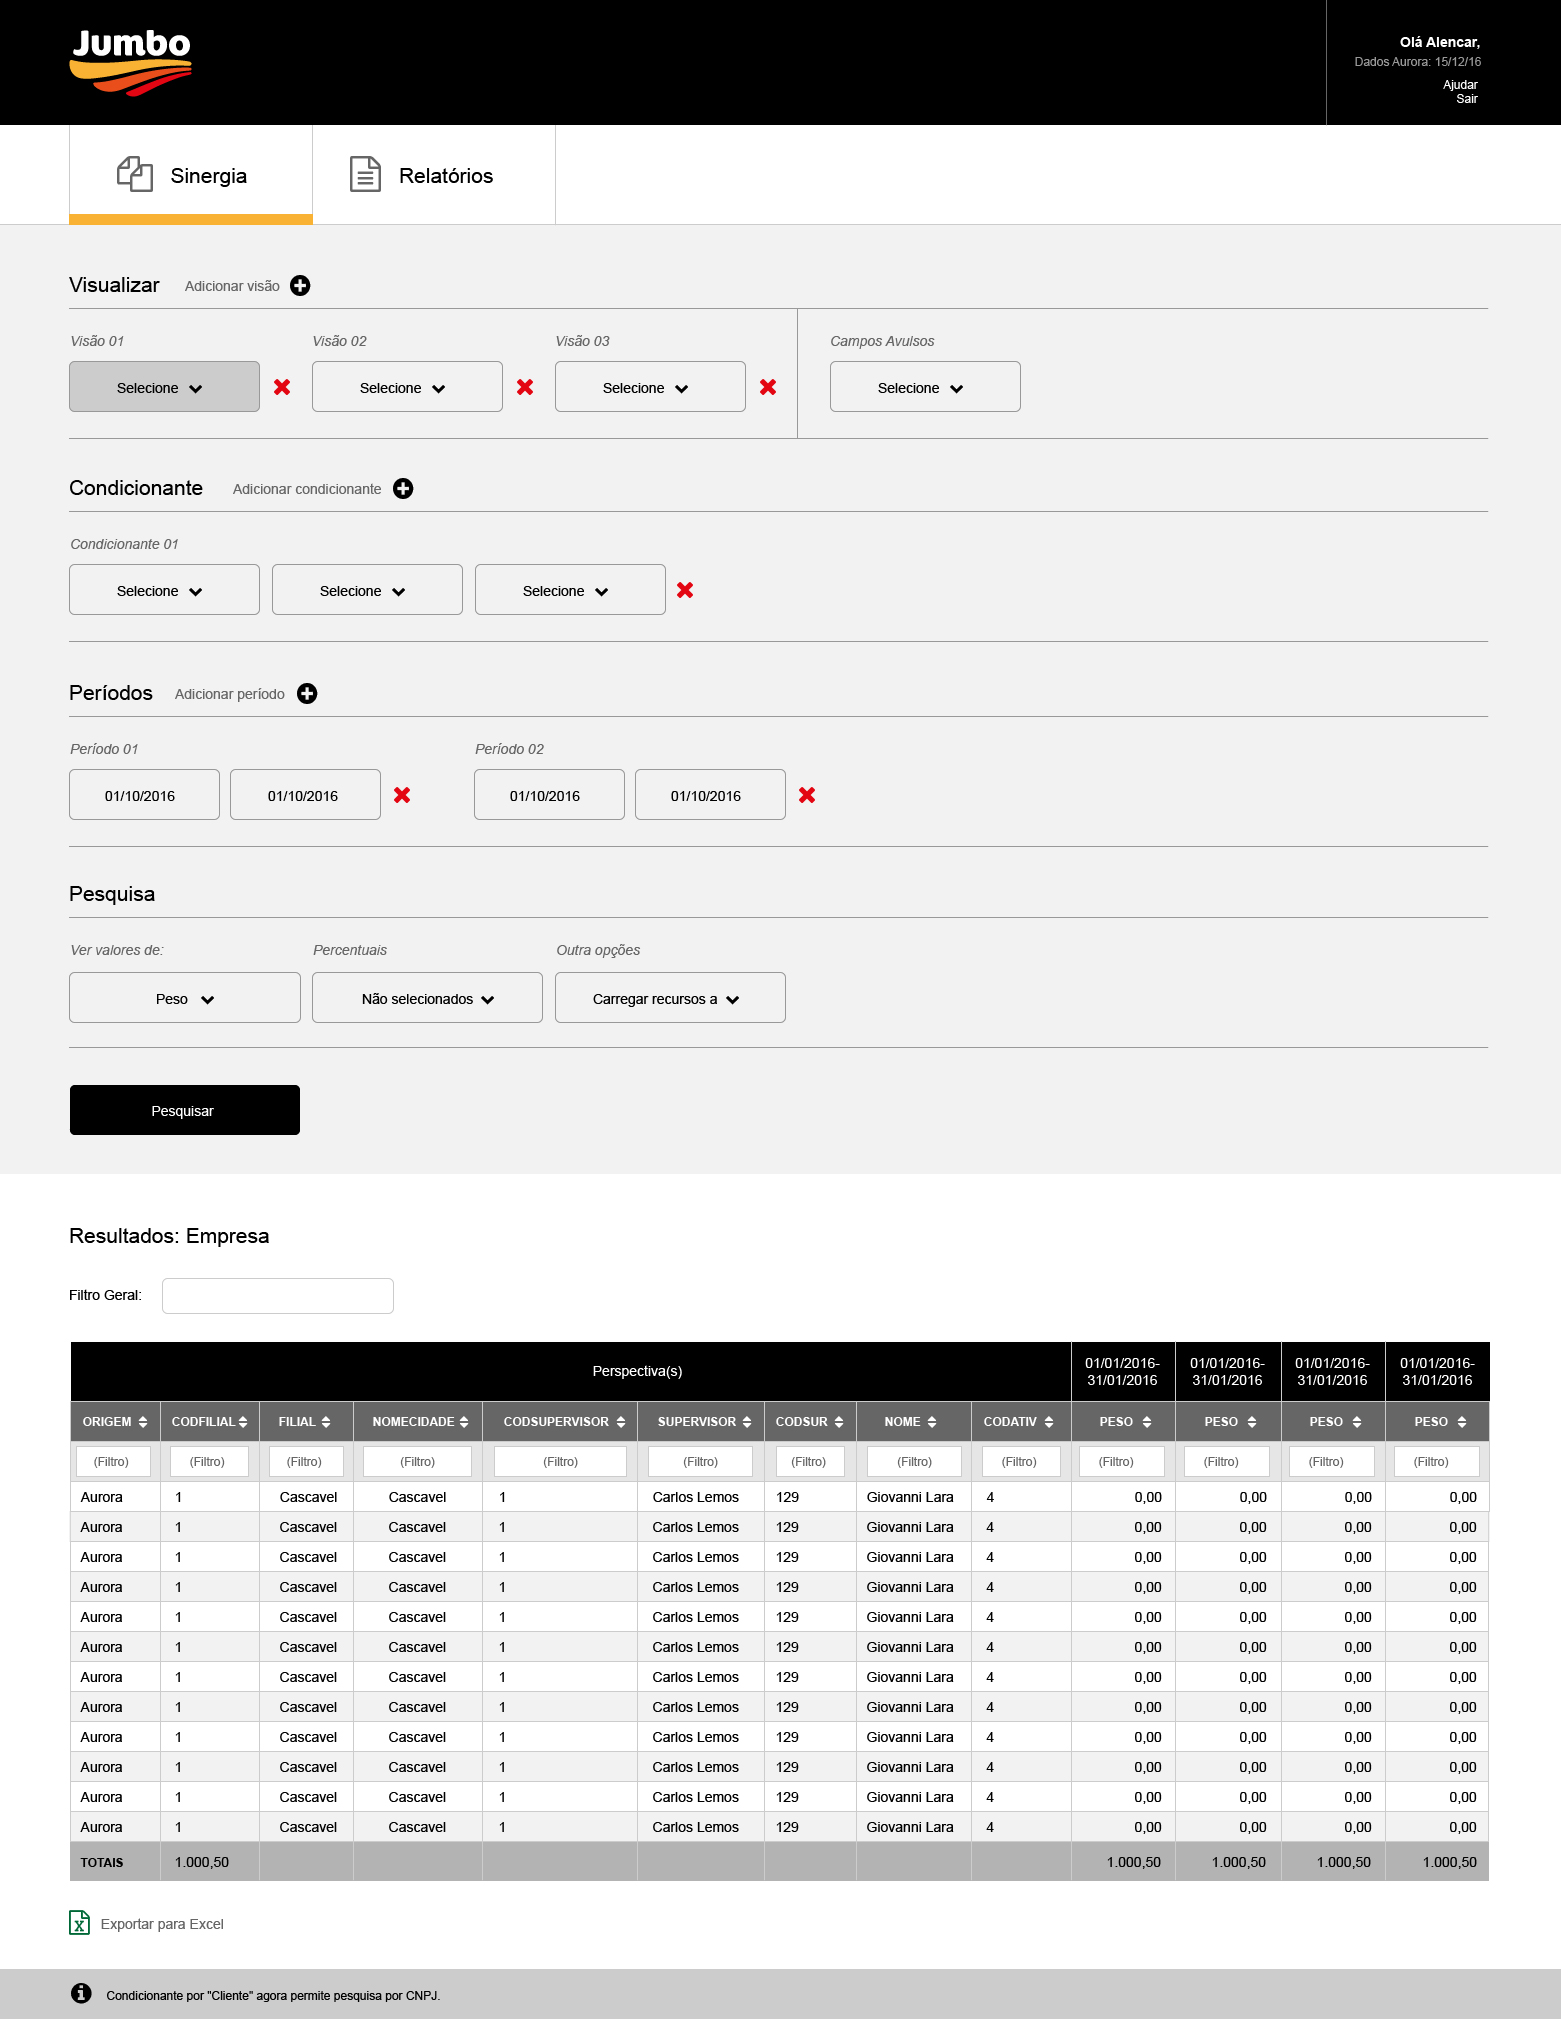 Jumbo
Olá Alencar,
Dados Aurora: 15/12/16
Ajudar
Sair
Sinergia Relatórios
Visualizar Adicionar visão
Visão 01 Visão 02 Visão 03 Campos Avulsos
Selecione Selecione Selecione Selecione
Condicionante Adicionar condicionante
Condicionante 01
Selecione Selecione Selecione
Períodos Adicionar período
Período 01 Período 02
01/10/2016 01/10/2016 01/10/2016 01/10/2016
Pesquisa
Ver valores de: Percentuais Outra opções
Peso Não selecionados Carregar recursos a
Pesquisar
Resultados: Empresa
Filtro Geral:
Perspectiva(s) 01/01/2016- 01/01/2016- 01/01/2016- 01/01/2016-
31/01/2016 31/01/2016 31/01/2016 31/01/2016
ORIGEM CODFILIAL FILIAL NOMECIDADE CODSUPERVISOR SUPERVISOR CODSUR NOME CODATIV PESO PESO PESO PESO
(Filtro) (Filtro) (Filtro) (Filtro) (Filtro) (Filtro) (Filtro) (Filtro) (Filtro) (Filtro) (Filtro) (Filtro) (Filtro)
Aurora 1 Cascavel Cascavel 1 Carlos Lemos 129 Giovanni Lara 4 0,00 0,00 0,00 0,00
Aurora 1 Cascavel Cascavel 1 Carlos Lemos 129 Giovanni Lara 4 0,00 0,00 0,00 0,00
Aurora 1 Cascavel Cascavel 1 Carlos Lemos 129 Giovanni Lara 4 0,00 0,00 0,00 0,00
Aurora 1 Cascavel Cascavel 1 Carlos Lemos 129 Giovanni Lara 4 0,00 0,00 0,00 0,00
Aurora 1 Cascavel Cascavel 1 Carlos Lemos 129 Giovanni Lara 4 0,00 0,00 0,00 0,00
Aurora 1 Cascavel Cascavel 1 Carlos Lemos 129 Giovanni Lara 4 0,00 0,00 0,00 0,00
Aurora 1 Cascavel Cascavel 1 Carlos Lemos 129 Giovanni Lara 4 0,00 0,00 0,00 0,00
Aurora 1 Cascavel Cascavel 1 Carlos Lemos 129 Giovanni Lara 4 0,00 0,00 0,00 0,00
Aurora 1 Cascavel Cascavel 1 Carlos Lemos 129 Giovanni Lara 4 0,00 0,00 0,00 0,00
Aurora 1 Cascavel Cascavel 1 Carlos Lemos 129 Giovanni Lara 4 0,00 0,00 0,00 0,00
Aurora 1 Cascavel Cascavel 1 Carlos Lemos 129 Giovanni Lara 4 0,00 0,00 0,00 0,00
Aurora 1 Cascavel Cascavel 1 Carlos Lemos 129 Giovanni Lara 4 0,00 0,00 0,00 0,00
TOTAIS 1.000,50 1.000,50 1.000,50 1.000,50 1.000,50
Exportar para Excel
Condicionante por "Cliente" agora permite pesquisa por CNPJ.